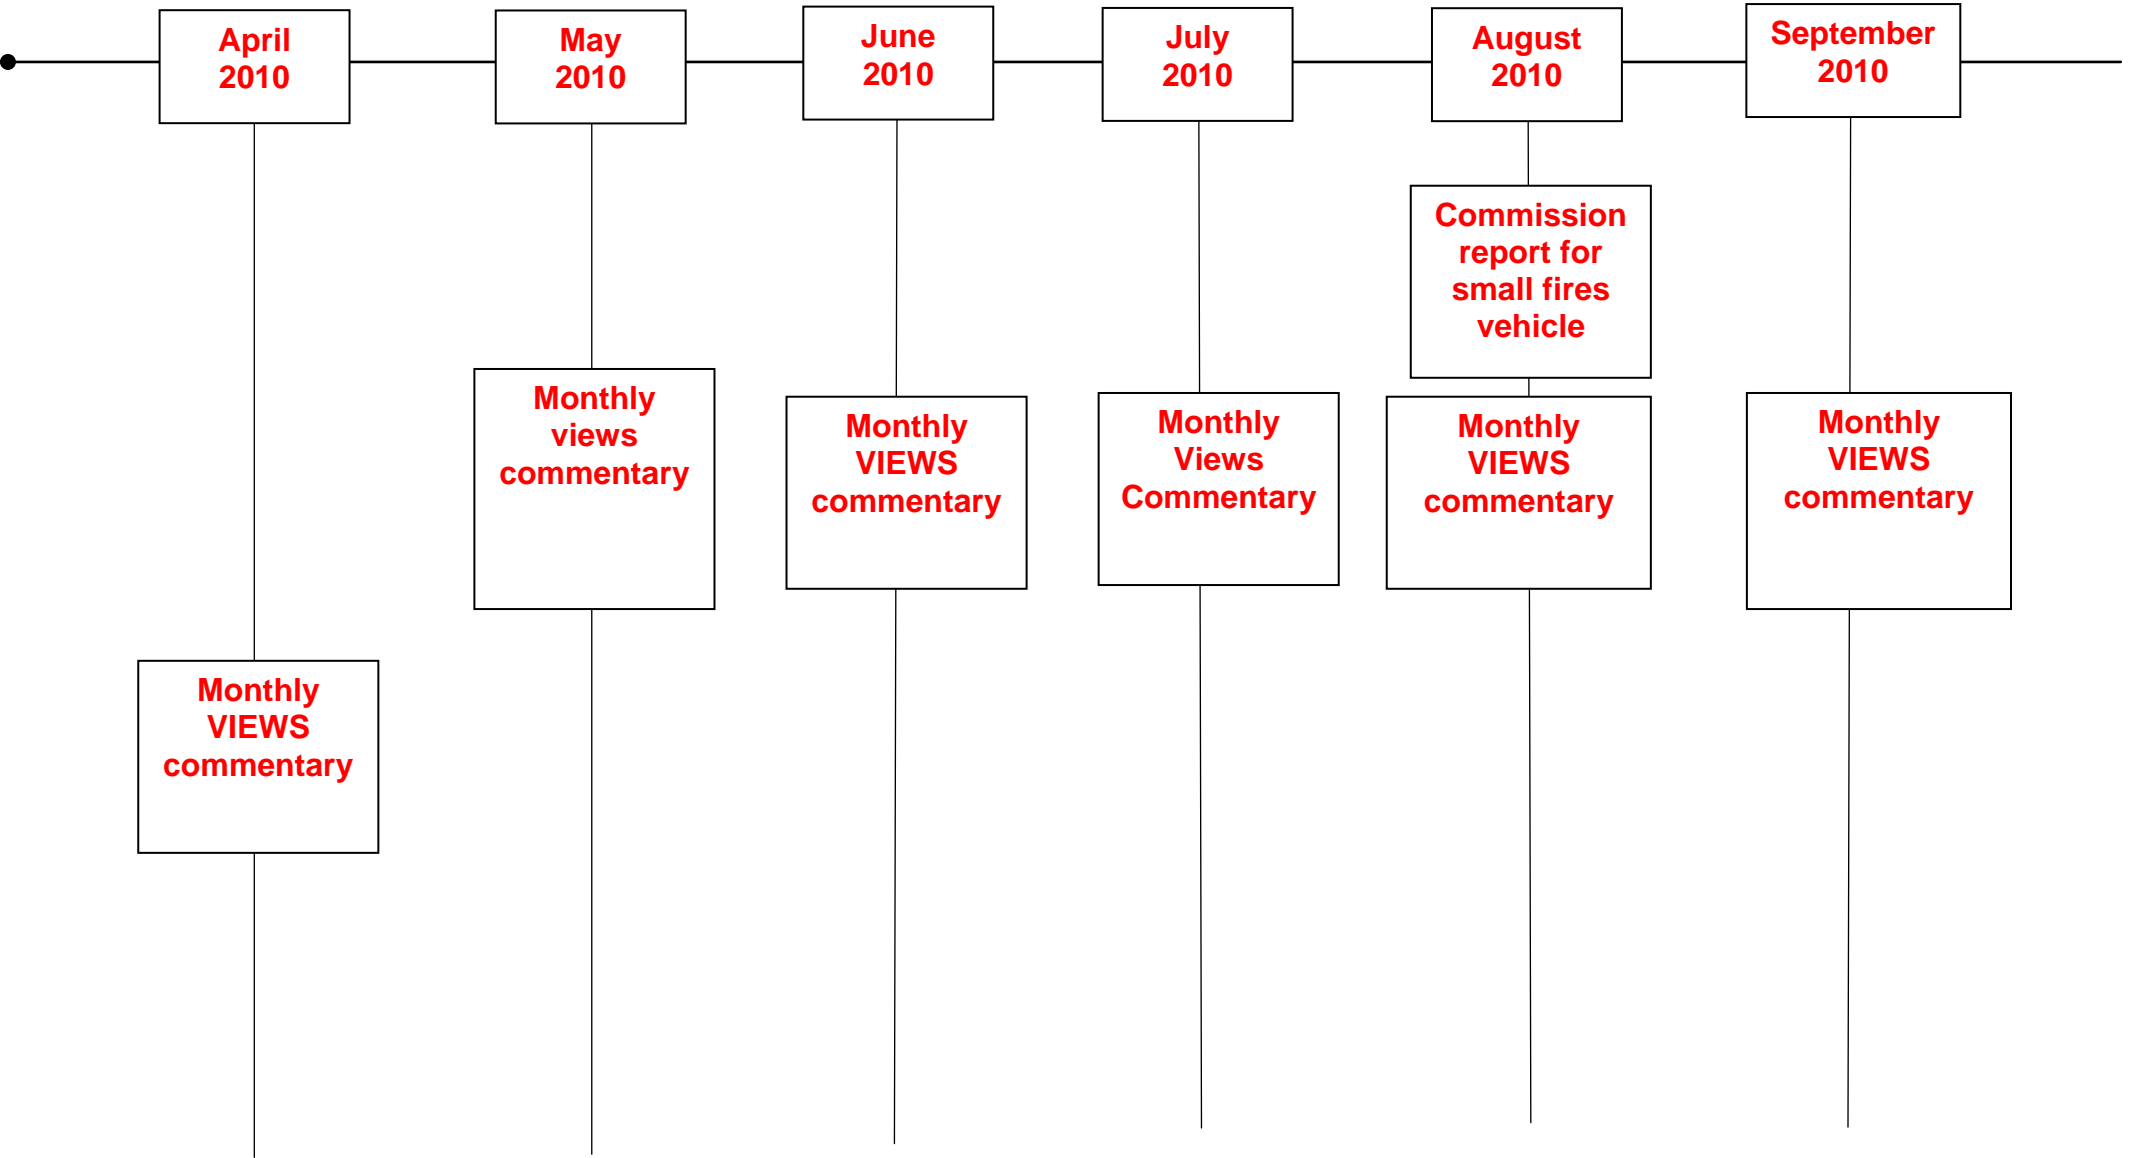 April
2010
May
2010
June
2010
July
2010
August
2010
September
2010
Commission
report for
small fires
vehicle
Monthly
views
commentary
Monthly
VIEWS
commentary
Monthly
Views
Commentary
Monthly
VIEWS
commentary
Monthly
VIEWS
commentary
Monthly
VIEWS
commentary